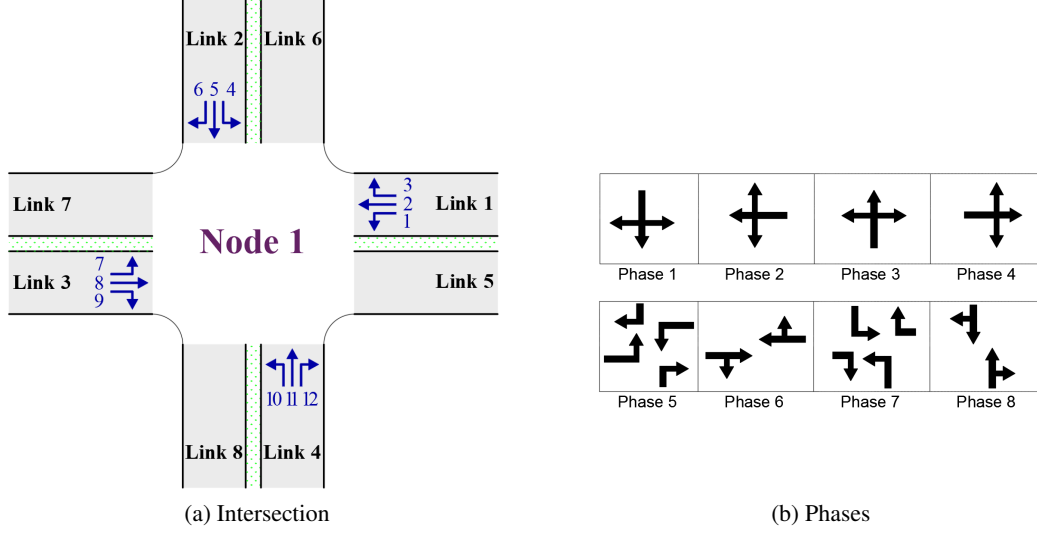 Link 2 Link 6
6 5 4
Link 7
3
2
1
Link 1
Node 1
Link 3
7
8
9
Link 5
10 11 12
Link 8 Link 4
(a) Intersection
Phase 1 Phase 2 Phase 3 Phase 4
Phase 5 Phase 6 Phase 7 Phase 8
(b) Phases